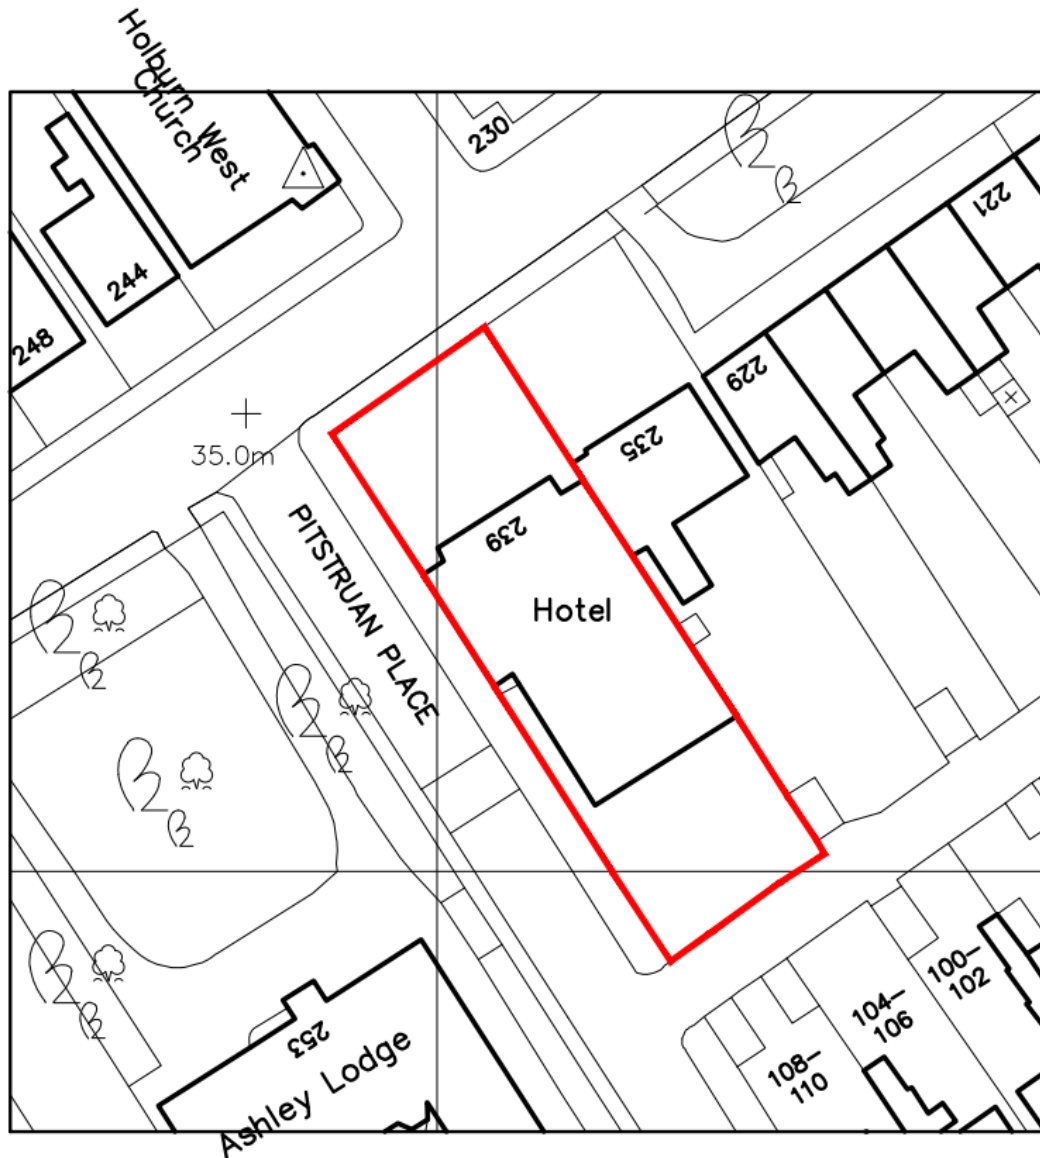 Holburn West
Church
230
244
248
221
229
35.0m
235
239
PITSTRUAN PLACE
Hotel
253
Ashley Lodge
100–
102
104–
106
108–
110